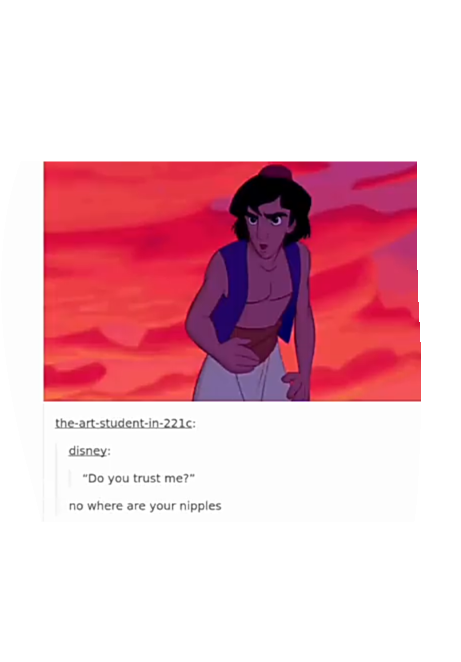 the-art-student-in-221c:
disney:
"Do you trust me?"
no where are your nipples